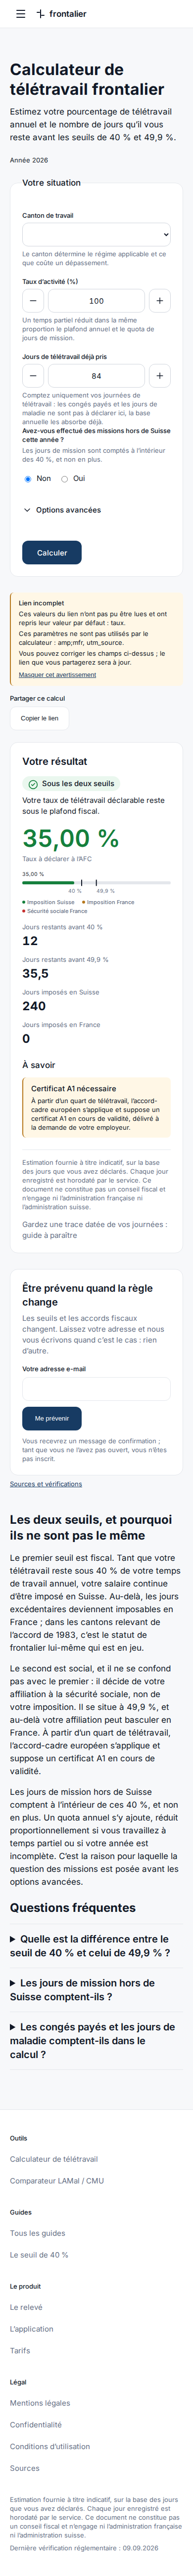 frontalier
Calculateur de
télétravail frontalier
Estimez votre pourcentage de télétravail
annuel et le nombre de jours qu’il vous
reste avant les seuils de 40 % et 49,9 %.
Année 2026
Votre situation
Canton de travail
Le canton détermine le régime applicable et ce
que coûte un dépassement.
Taux d’activité (%)
100
Un temps partiel réduit dans la même
proportion le plafond annuel et le quota de
jours de mission.
Jours de télétravail déjà pris
84
Comptez uniquement vos journées de
télétravail : les congés payés et les jours de
maladie ne sont pas à déclarer ici, la base
annuelle les absorbe déjà.
Avez-vous effectué des missions hors de Suisse
cette année ?
Les jours de mission sont comptés à l’intérieur
des 40 %, et non en plus.
Non Oui
Options avancées
Calculer
Lien incomplet
Ces valeurs du lien n’ont pas pu être lues et ont
repris leur valeur par défaut : taux.
Ces paramètres ne sont pas utilisés par le
calculateur : amp;mfr, utm_source.
Vous pouvez corriger les champs ci-dessus ; le
lien que vous partagerez sera à jour.
Masquer cet avertissement
Partager ce calcul
Copier le lien
Votre résultat
Sous les deux seuils
Votre taux de télétravail déclarable reste
sous le plafond fiscal.
35,00 %
Taux à déclarer à l’AFC
35,00 %
40 % 49,9 %
Imposition Suisse Imposition France
Sécurité sociale France
Jours restants avant 40 %
12
Jours restants avant 49,9 %
35,5
Jours imposés en Suisse
240
Jours imposés en France
0
À savoir
Certificat A1 nécessaire
À partir d’un quart de télétravail, l’accord-
cadre européen s’applique et suppose un
certificat A1 en cours de validité, délivré à
la demande de votre employeur.
Estimation fournie à titre indicatif, sur la base
des jours que vous avez déclarés. Chaque jour
enregistré est horodaté par le service. Ce
document ne constitue pas un conseil fiscal et
n’engage ni l’administration française ni
l’administration suisse.
Gardez une trace datée de vos journées :
guide à paraître
Être prévenu quand la règle
change
Les seuils et les accords fiscaux
changent. Laissez votre adresse et nous
vous écrivons quand c’est le cas : rien
d’autre.
Votre adresse e-mail
Me prévenir
Vous recevrez un message de confirmation ;
tant que vous ne l’avez pas ouvert, vous n’êtes
pas inscrit.
Sources et vérifications
Les deux seuils, et pourquoi
ils ne sont pas le même
Le premier seuil est fiscal. Tant que votre
télétravail reste sous 40 % de votre temps
de travail annuel, votre salaire continue
d’être imposé en Suisse. Au-delà, les jours
excédentaires deviennent imposables en
France ; dans les cantons relevant de
l’accord de 1983, c’est le statut de
frontalier lui-même qui est en jeu.
Le second est social, et il ne se confond
pas avec le premier : il décide de votre
affiliation à la sécurité sociale, non de
votre imposition. Il se situe à 49,9 %, et
au-delà votre affiliation peut basculer en
France. À partir d’un quart de télétravail,
l’accord-cadre européen s’applique et
suppose un certificat A1 en cours de
validité.
Les jours de mission hors de Suisse
comptent à l’intérieur de ces 40 %, et non
en plus. Un quota annuel s’y ajoute, réduit
proportionnellement si vous travaillez à
temps partiel ou si votre année est
incomplète. C’est la raison pour laquelle la
question des missions est posée avant les
options avancées.
Questions fréquentes
Quelle est la différence entre le
seuil de 40 % et celui de 49,9 % ?
Les jours de mission hors de
Suisse comptent-ils ?
Les congés payés et les jours de
maladie comptent-ils dans le
calcul ?
Outils
Calculateur de télétravail
Comparateur LAMal / CMU
Guides
Tous les guides
Le seuil de 40 %
Le produit
Le relevé
L’application
Tarifs
Légal
Mentions légales
Confidentialité
Conditions d’utilisation
Sources
Estimation fournie à titre indicatif, sur la base des jours
que vous avez déclarés. Chaque jour enregistré est
horodaté par le service. Ce document ne constitue pas
un conseil fiscal et n’engage ni l’administration française
ni l’administration suisse.
Dernière vérification réglementaire : 09.09.2026